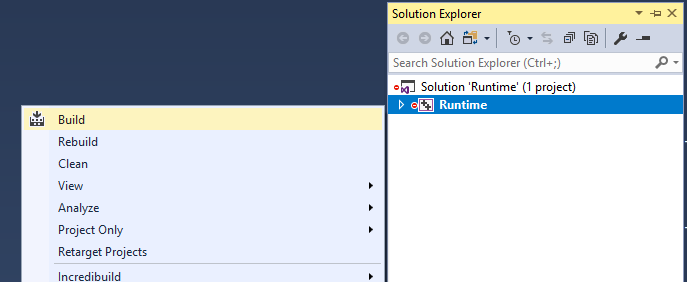 Solution Explorer
Search Solution Explorer (Ctrl+;)
Solution 'Runtime' (1 project)
Runtime
Build
Rebuild
Clean
View
Analyze
Project Only
Retarget Projects
Incredibuild